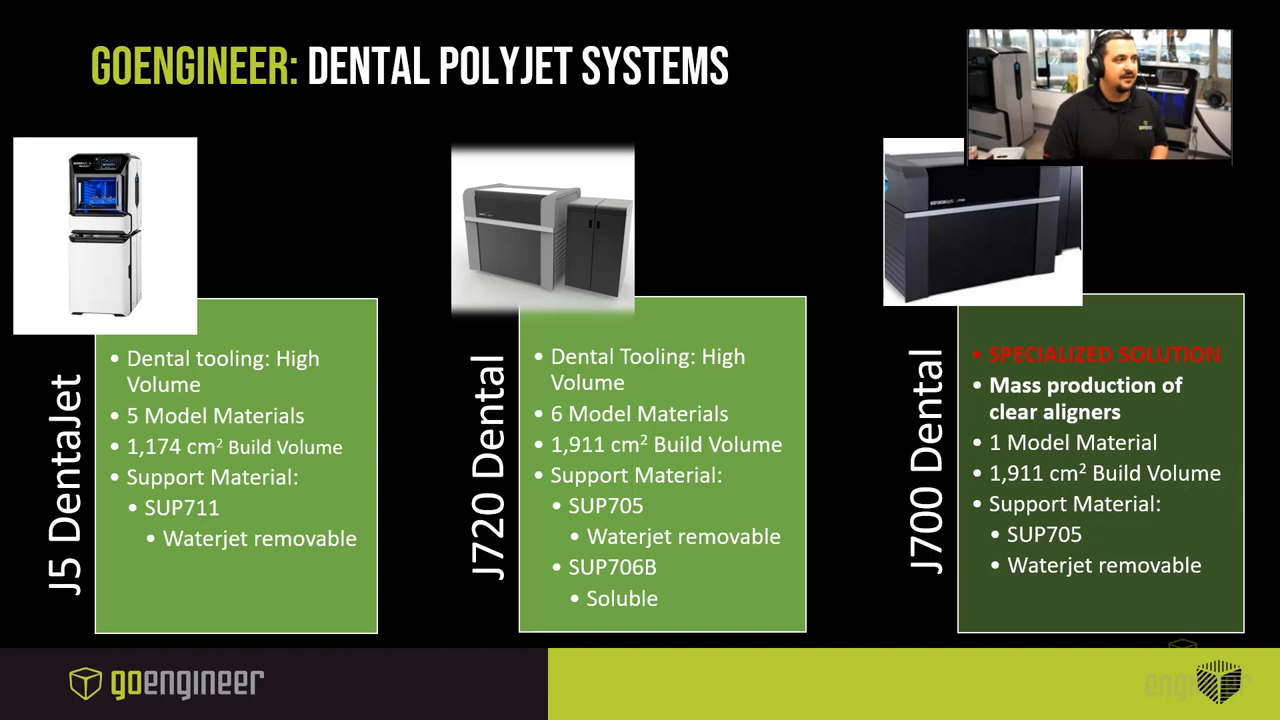 GOENGINEER: DENTAL POLYJET SYSTEMS
goengineer
J5 DentaJet
• Dental tooling: High
Volume
• 5 Model Materials
• 1,174 cm² Build Volume
• Support Material:
• SUP711
• Waterjet removable
J720 Dental
• Dental Tooling: High
Volume
• 6 Model Materials
• 1,911 cm² Build Volume
• Support Material:
• SUP705
• Waterjet removable
• SUP706B
• Soluble
J700 Dental
• SPECIALIZED SOLUTION
• Mass production of
clear aligners
• 1 Model Material
• 1,911 cm² Build Volume
• Support Material:
• SUP705
• Waterjet removable
goengineer
engineer